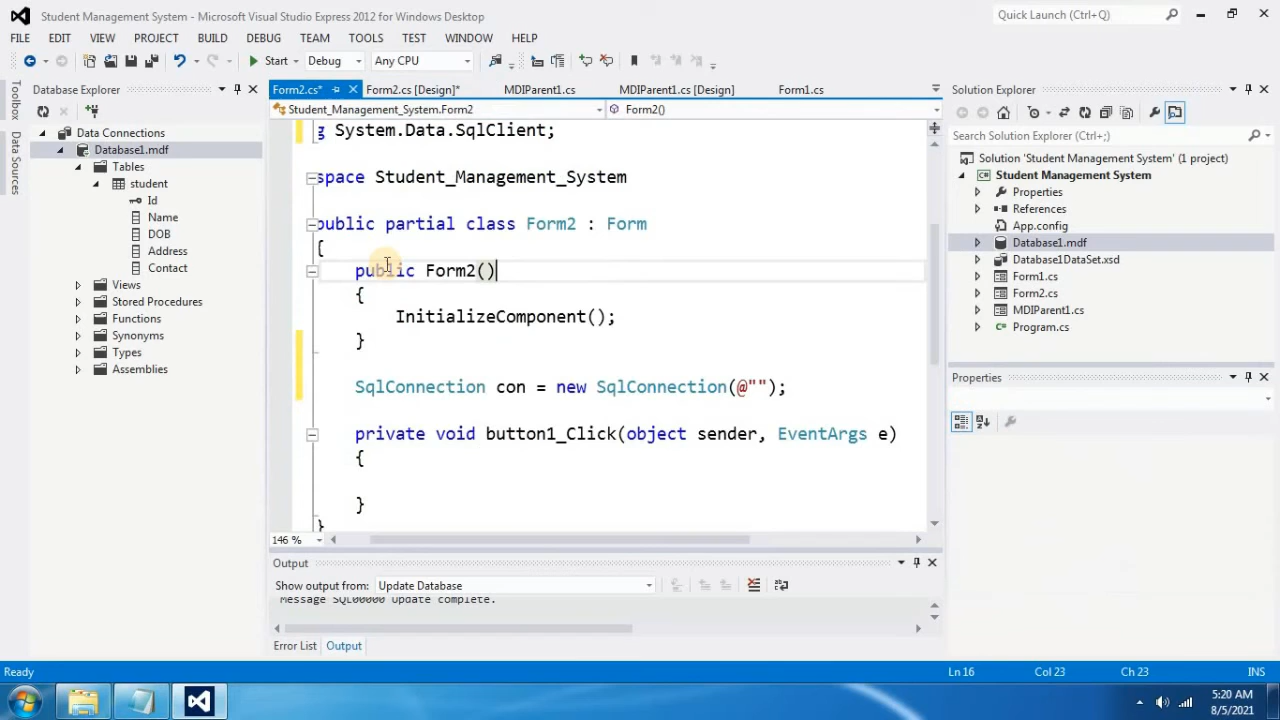 Student Management System - Microsoft Visual Studio Express 2012 for Windows Desktop
Quick Launch (Ctrl+Q)
FILE EDIT VIEW PROJECT BUILD DEBUG TEAM TOOLS TEST WINDOW HELP
Start Debug Any CPU
Toolbox
Data Sources
Database Explorer
Data Connections
Database1.mdf
Tables
student
Id
Name
DOB
Address
Contact
Views
Stored Procedures
Functions
Synonyms
Types
Assemblies
Form2.cs* Form2.cs [Design]* MDIParent1.cs MDIParent1.cs [Design] Form1.cs
Student_Management_System.Form2 Form2()
g System.Data.SqlClient;
space Student_Management_System
public partial class Form2 : Form
{
public Form2()
{
InitializeComponent();
}
SqlConnection con = new SqlConnection(@"");
private void button1_Click(object sender, EventArgs e)
{
}
}
146 %
Output
Show output from: Update Database
Message SQL00000 Update complete.
Error List Output
Solution Explorer
Search Solution Explorer (Ctrl+;)
Solution 'Student Management System' (1 project)
Student Management System
Properties
References
App.config
Database1.mdf
Database1DataSet.xsd
Form1.cs
Form2.cs
MDIParent1.cs
Program.cs
Properties
Ready Ln 16 Col 23 Ch 23 INS
5:20 AM
8/5/2021